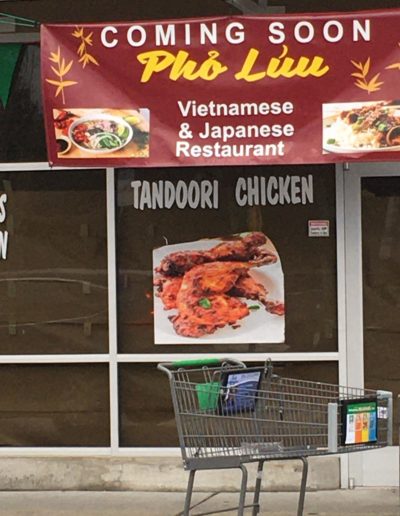 COMING SOON
Phở Lưu
Vietnamese
& Japanese
Restaurant
TANDOORI CHICKEN
S
N